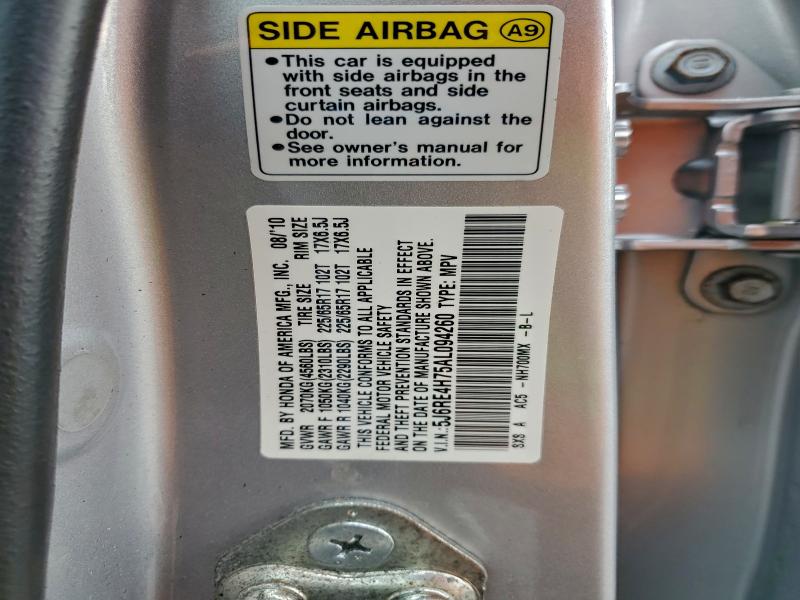 SIDE AIRBAG A9
●This car is equipped
with side airbags in the
front seats and side
curtain airbags.
●Do not lean against the
door.
●See owner's manual for
more information.
MFD. BY HONDA OF AMERICA MFG., INC. 08/'10
GVWR 2070KG(4560LBS) TIRE SIZE RIM SIZE
GAWR F 1050KG(2310LBS) 225/65R17 102T 17X6.5J
GAWR R 1040KG(2290LBS) 225/65R17 102T 17X6.5J
THIS VEHICLE CONFORMS TO ALL APPLICABLE
FEDERAL MOTOR VEHICLE SAFETY
AND THEFT PREVENTION STANDARDS IN EFFECT
ON THE DATE OF MANUFACTURE SHOWN ABOVE.
V.I.N.:5J6RE4H75AL094260 TYPE: MPV
SXS A AC5 -NH700MX -B-L